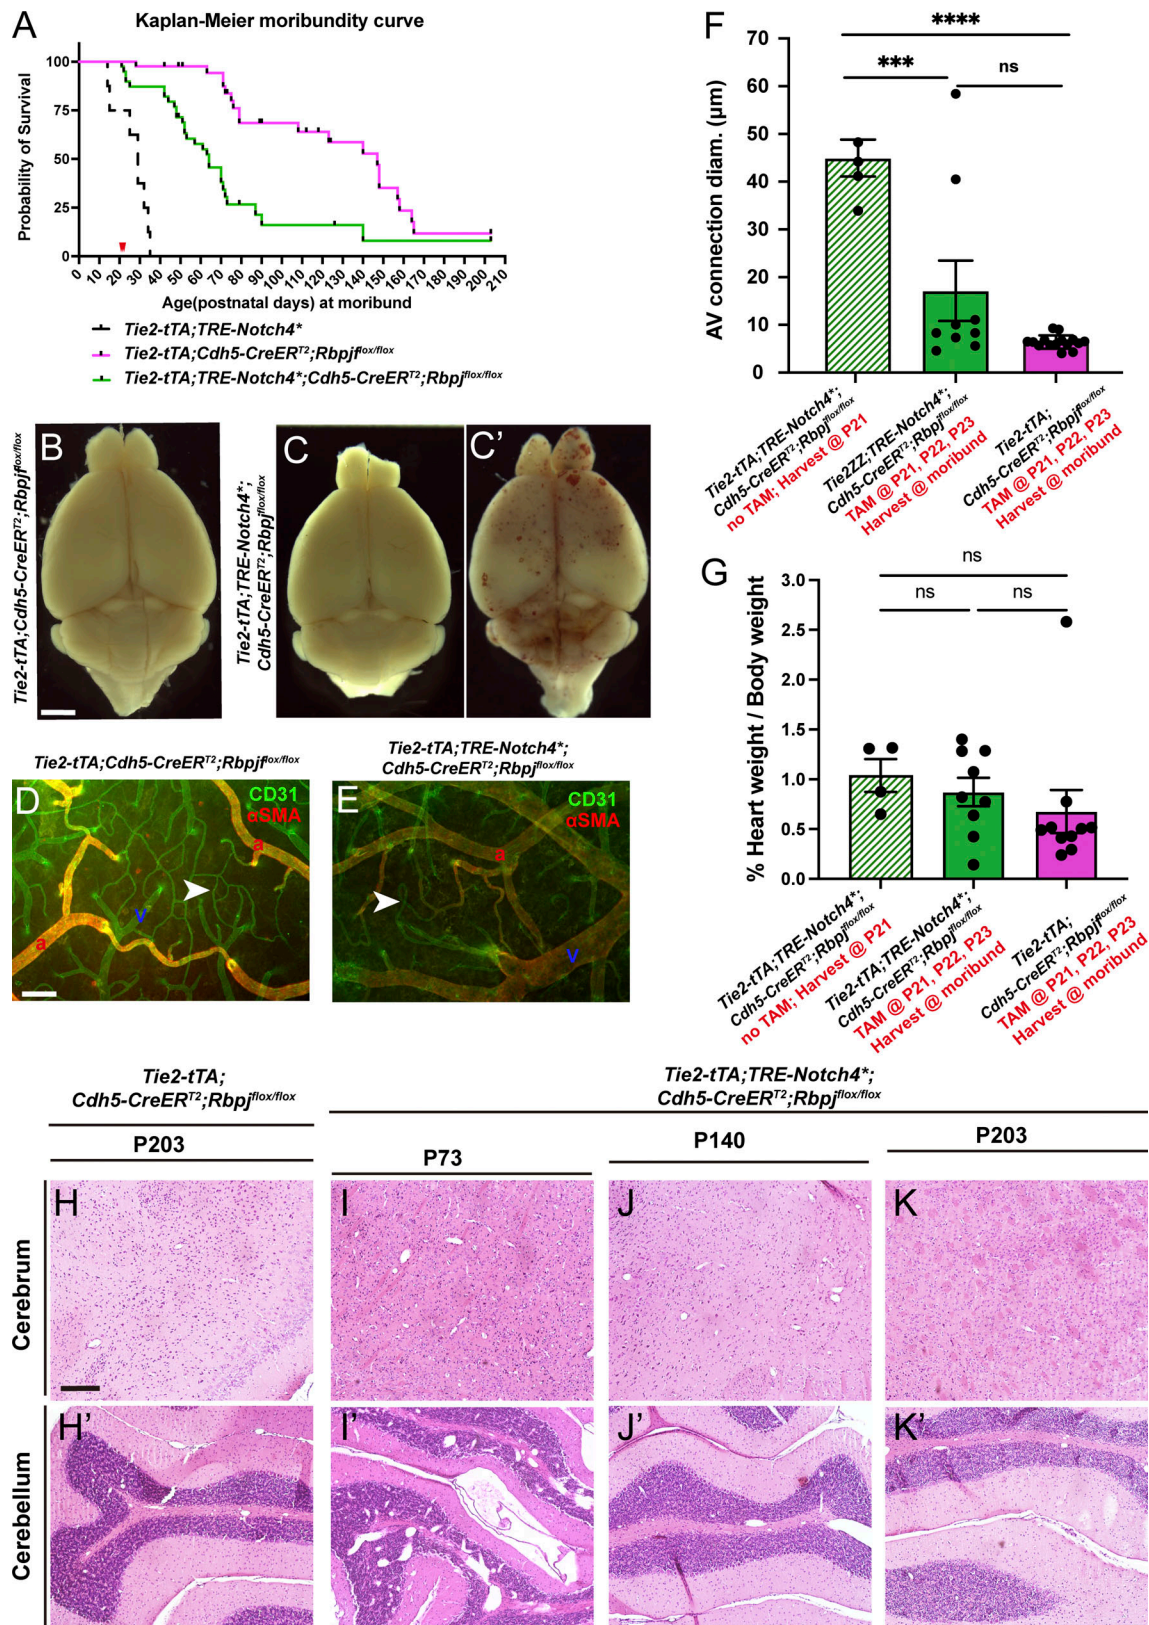 A
Kaplan-Meier moribundity curve
Probability of Survival
100
75
50
25
0
0 10 20 30 40 50 60 70 80 90 100 110 120 130 140 150 160 170 180 190 200 210
Age(postnatal days) at moribund
Tie2-tTA;TRE-Notch4*
Tie2-tTA;Cdh5-CreERT2;Rbpjflox/flox
Tie2-tTA;TRE-Notch4*;Cdh5-CreERT2;Rbpjflox/flox
F
AV connection diam. (µm)
70
60
50
40
30
20
10
0
****
***
ns
Tie2-tTA;TRE-Notch4*;
Cdh5-CreERT2;Rbpjflox/flox
no TAM; Harvest @ P21
Tie2ZZ;TRE-Notch4*;
Cdh5-CreERT2;Rbpjflox/flox
TAM @ P21, P22, P23
Harvest @ moribund
Tie2-tTA;
Cdh5-CreERT2;Rbpjflox/flox
TAM @ P21, P22, P23
Harvest @ moribund
Tie2-tTA;Cdh5-CreERT2;Rbpjflox/flox
B
Tie2-tTA;TRE-Notch4*;
Cdh5-CreERT2;Rbpjflox/flox
C
C'
G
% Heart weight / Body weight
3.0
2.5
2.0
1.5
1.0
0.5
0.0
ns
ns
ns
Tie2-tTA;TRE-Notch4*;
Cdh5-CreERT2;Rbpjflox/flox
no TAM; Harvest @ P21
Tie2-tTA;TRE-Notch4*;
Cdh5-CreERT2;Rbpjflox/flox
TAM @ P21, P22, P23
Harvest @ moribund
Tie2-tTA;
Cdh5-CreERT2;Rbpjflox/flox
TAM @ P21, P22, P23
Harvest @ moribund
Tie2-tTA;Cdh5-CreERT2;Rbpjflox/flox
D
CD31
αSMA
a
v
a
Tie2-tTA;TRE-Notch4*;
Cdh5-CreERT2;Rbpjflox/flox
E
CD31
αSMA
a
v
Tie2-tTA;
Cdh5-CreERT2;Rbpjflox/flox
Tie2-tTA;TRE-Notch4*;
Cdh5-CreERT2;Rbpjflox/flox
P203
P73
P140
P203
Cerebrum
H
I
J
K
Cerebellum
H'
I'
J'
K'